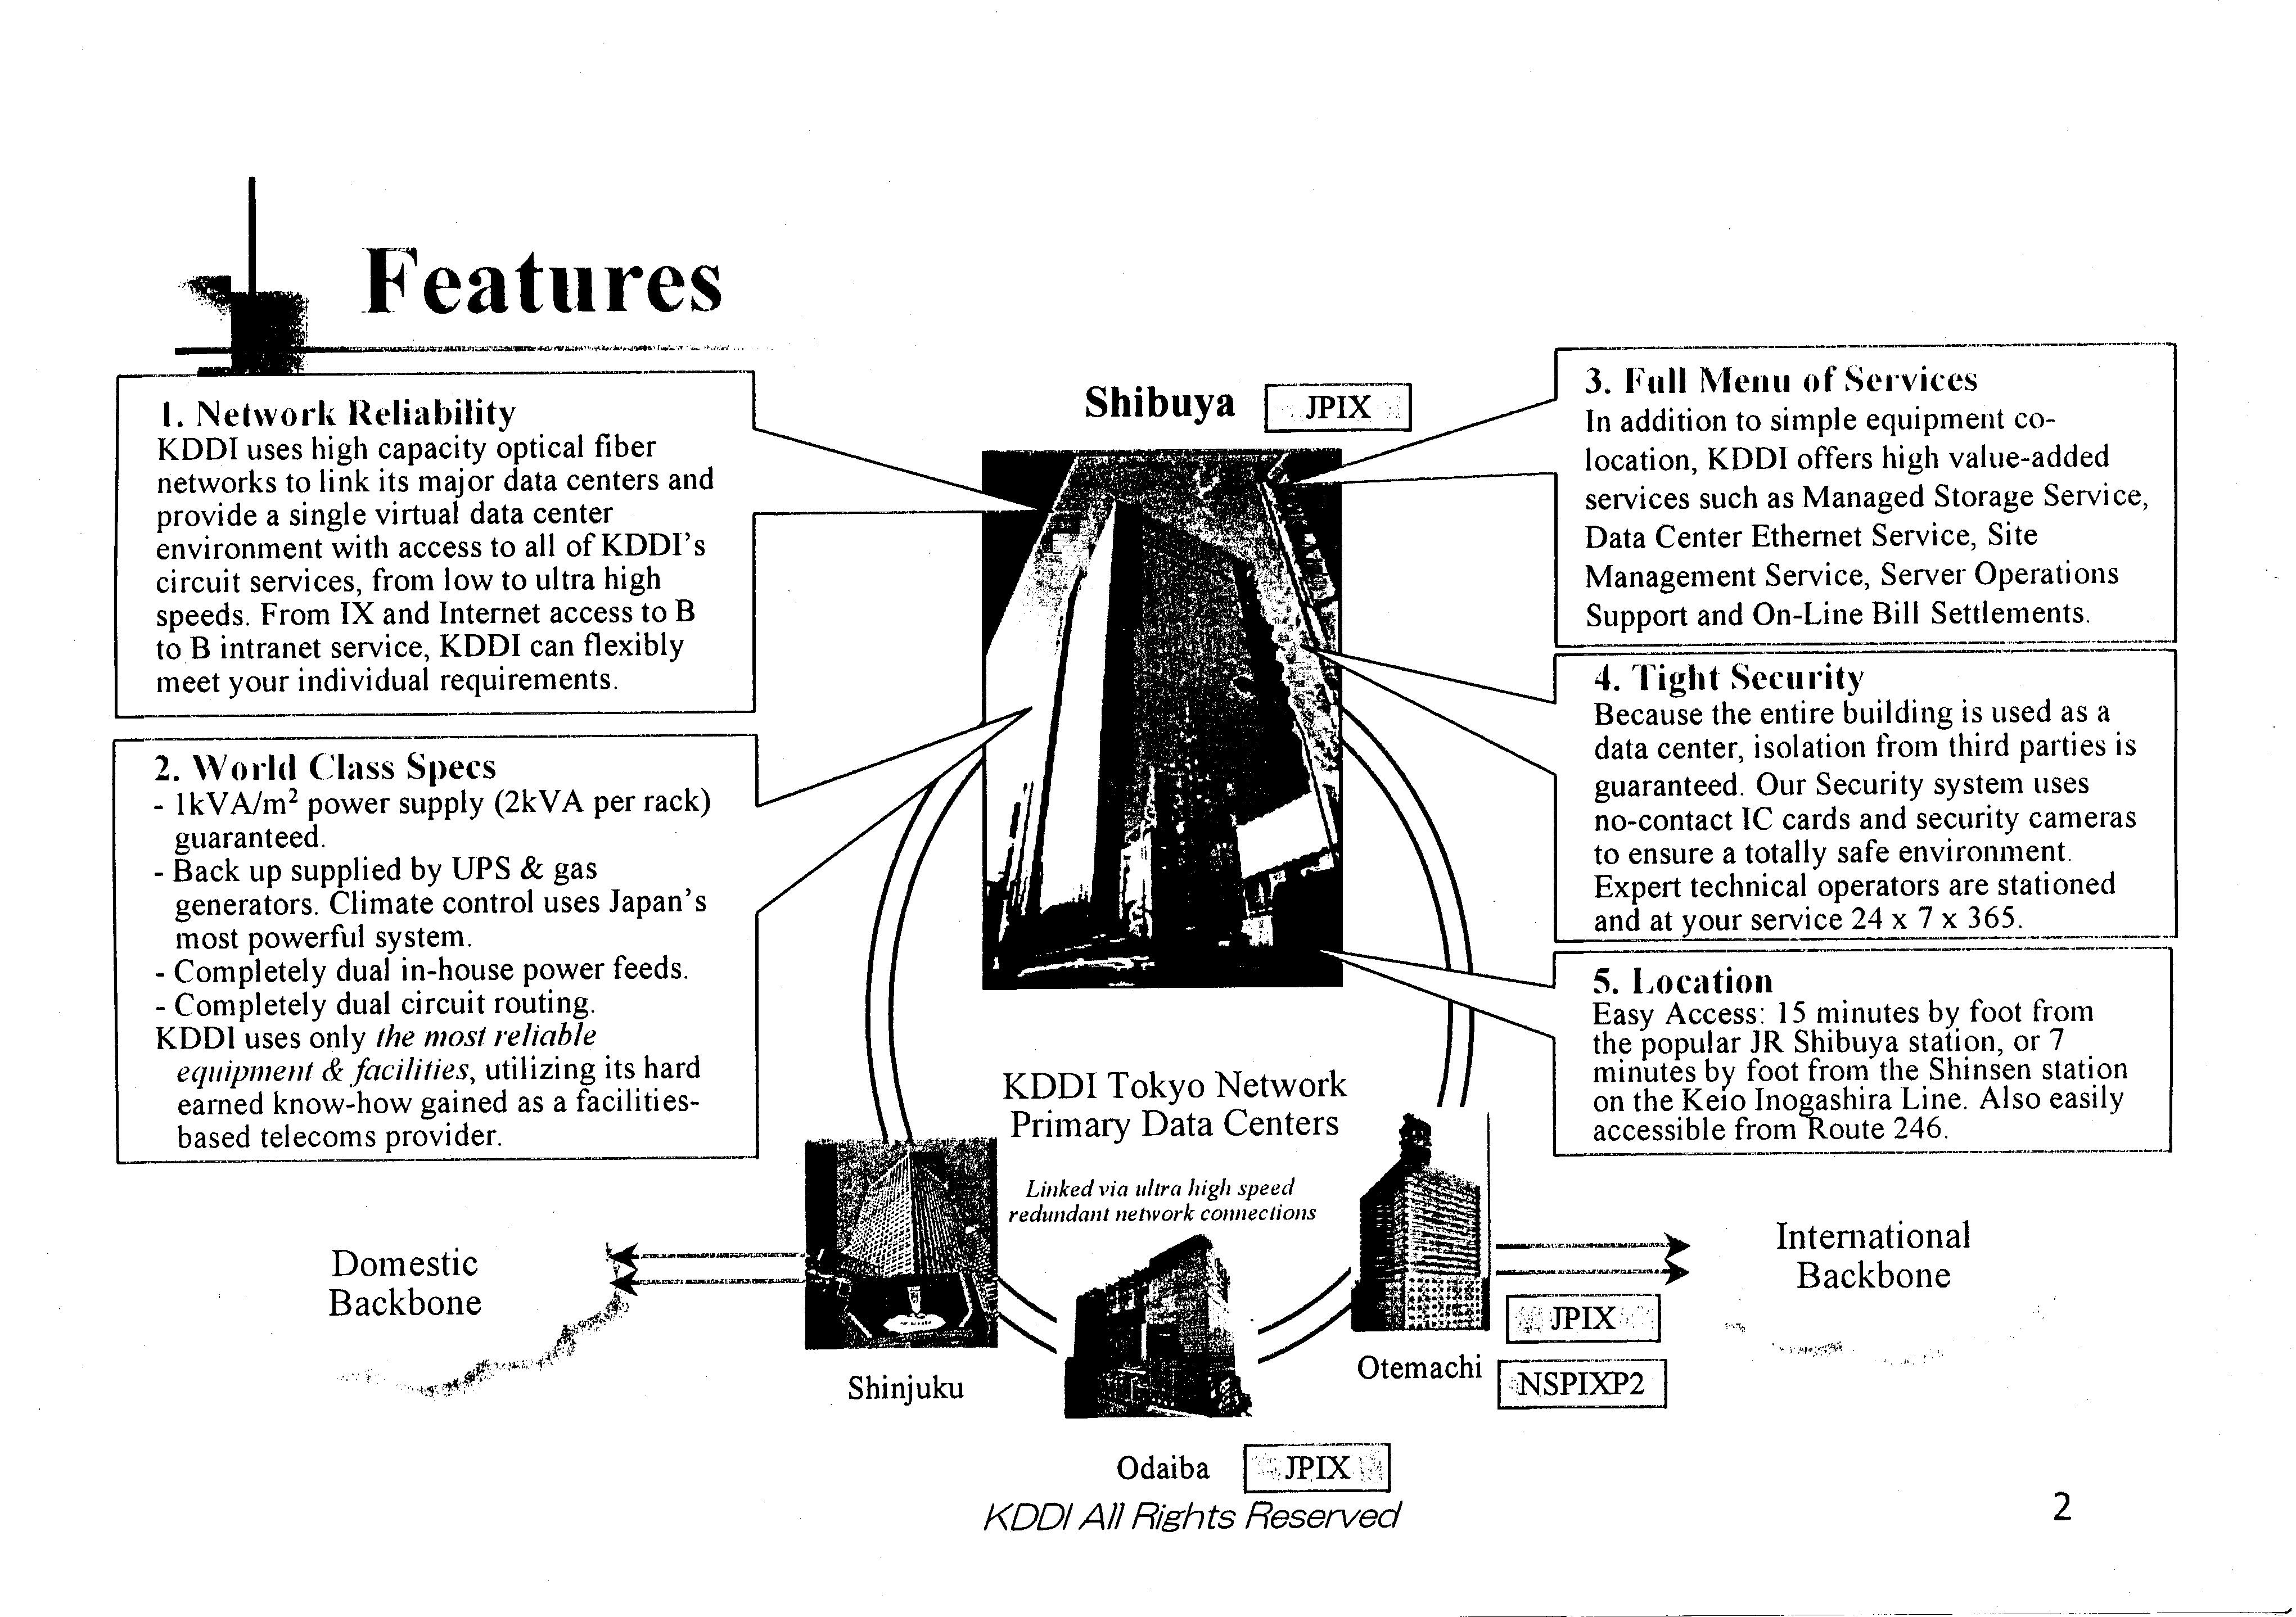 Features
1. Network Reliability
KDDI uses high capacity optical fiber
networks to link its major data centers and
provide a single virtual data center
environment with access to all of KDDI's
circuit services, from low to ultra high
speeds. From IX and Internet access to B
to B intranet service, KDDI can flexibly
meet your individual requirements.
2. World Class Specs
- 1kVA/m² power supply (2kVA per rack)
guaranteed.
- Back up supplied by UPS & gas
generators. Climate control uses Japan's
most powerful system.
- Completely dual in-house power feeds.
- Completely dual circuit routing.
KDDI uses only the most reliable
equipment & facilities, utilizing its hard
earned know-how gained as a facilities-
based telecoms provider.
Shibuya JPIX
3. Full Menu of Services
In addition to simple equipment co-
location, KDDI offers high value-added
services such as Managed Storage Service,
Data Center Ethernet Service, Site
Management Service, Server Operations
Support and On-Line Bill Settlements.
4. Tight Security
Because the entire building is used as a
data center, isolation from third parties is
guaranteed. Our Security system uses
no-contact IC cards and security cameras
to ensure a totally safe environment.
Expert technical operators are stationed
and at your service 24 x 7 x 365.
5. Location
Easy Access: 15 minutes by foot from
the popular JR Shibuya station, or 7
minutes by foot from the Shinsen station
on the Keio Inogashira Line. Also easily
accessible from Route 246.
KDDI Tokyo Network
Primary Data Centers
Linked via ultra high speed
redundant network connections
Domestic
Backbone
International
Backbone
Shinjuku
Otemachi
JPIX
NSPIXP2
Odaiba JPIX
KDDI All Rights Reserved
2